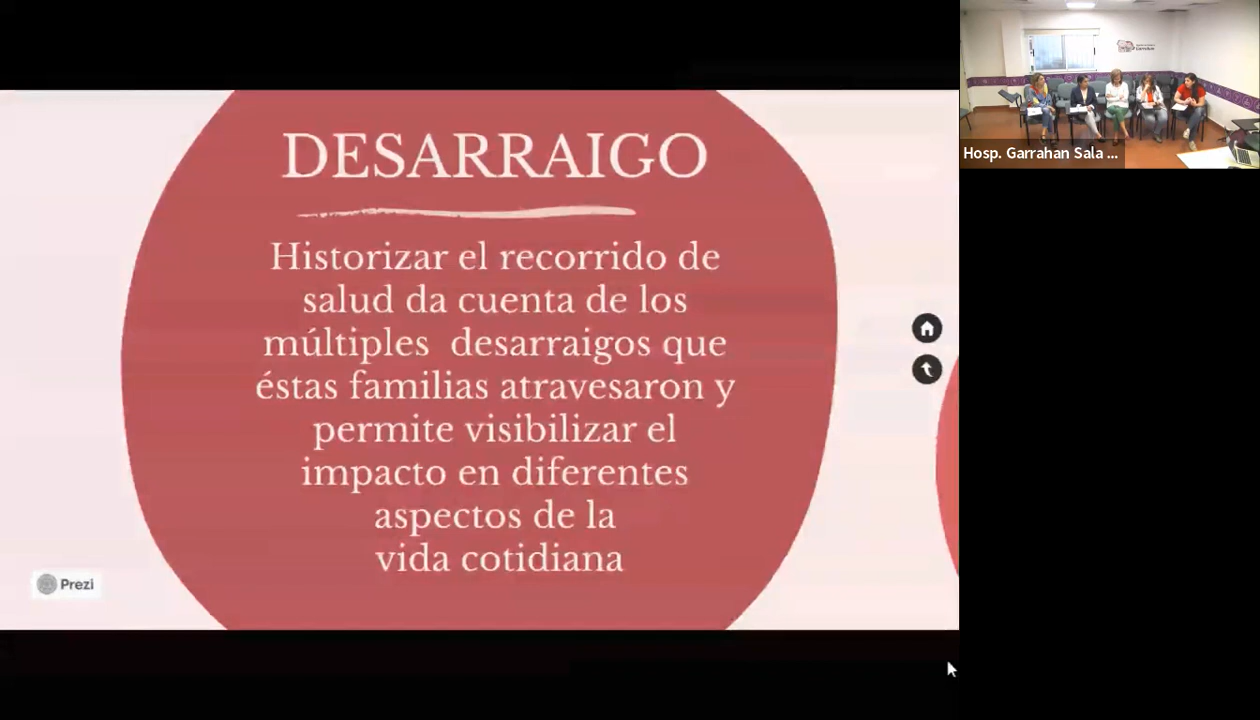 DESARRAIGO
Historizar el recorrido de
salud da cuenta de los
múltiples desarraigos que
éstas familias atravesaron y
permite visibilizar el
impacto en diferentes
aspectos de la
vida cotidiana
Prezi
Hosp. Garrahan Sala ...